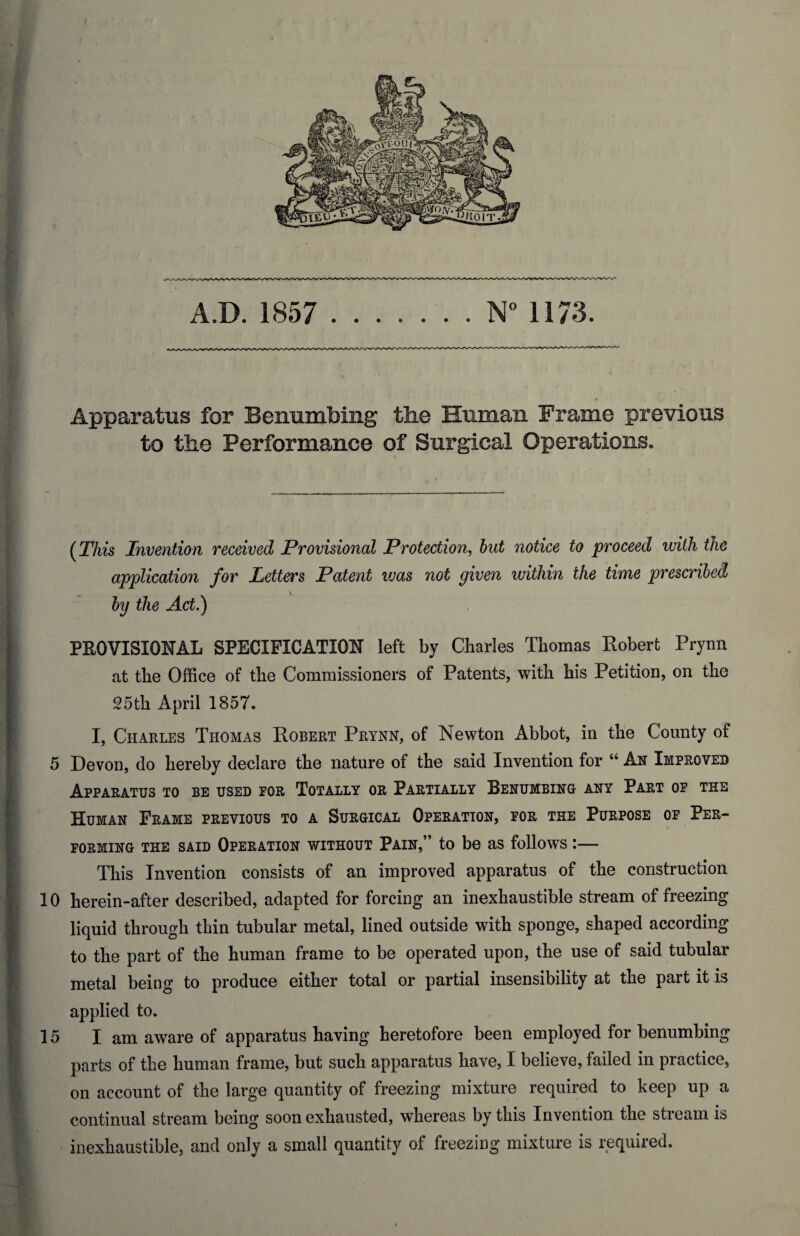 SOIT QUI MAL
DIEU · ET MON · DROIT.
A.D. 1857 . . . . . . . N° 1173.
Apparatus for Benumbing the Human Frame previous
to the Performance of Surgical Operations.
(This Invention received Provisional Protection, but notice to proceed with the
application for Letters Patent was not given within the time prescribed
by the Act.)
PROVISIONAL SPECIFICATION left by Charles Thomas Robert Prynn
at the Office of the Commissioners of Patents, with his Petition, on the
25th April 1857.
I, Charles Thomas Robert Prynn, of Newton Abbot, in the County of
5 Devon, do hereby declare the nature of the said Invention for “ An Improved
Apparatus to be used for Totally or Partially Benumbing any Part of the
Human Frame previous to a Surgical Operation, for the Purpose of Per-
forming the said Operation without Pain,” to be as follows :—
This Invention consists of an improved apparatus of the construction
10 herein-after described, adapted for forcing an inexhaustible stream of freezing
liquid through thin tubular metal, lined outside with sponge, shaped according
to the part of the human frame to be operated upon, the use of said tubular
metal being to produce either total or partial insensibility at the part it is
applied to.
15 I am aware of apparatus having heretofore been employed for benumbing
parts of the human frame, but such apparatus have, I believe, failed in practice,
on account of the large quantity of freezing mixture required to keep up a
continual stream being soon exhausted, whereas by this Invention the stream is
inexhaustible, and only a small quantity of freezing mixture is required.